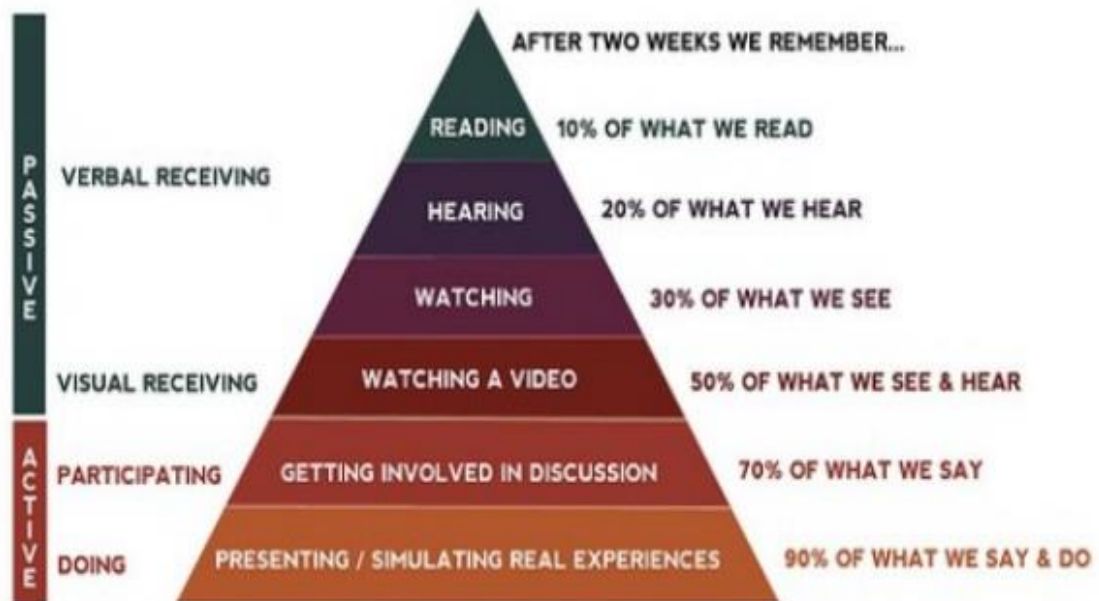 AFTER TWO WEEKS WE REMEMBER...
PASSIVE
READING
10% OF WHAT WE READ
VERBAL RECEIVING
HEARING
20% OF WHAT WE HEAR
WATCHING
30% OF WHAT WE SEE
VISUAL RECEIVING
WATCHING A VIDEO
50% OF WHAT WE SEE & HEAR
ACTIVE
PARTICIPATING
GETTING INVOLVED IN DISCUSSION
70% OF WHAT WE SAY
DOING
PRESENTING / SIMULATING REAL EXPERIENCES
90% OF WHAT WE SAY & DO